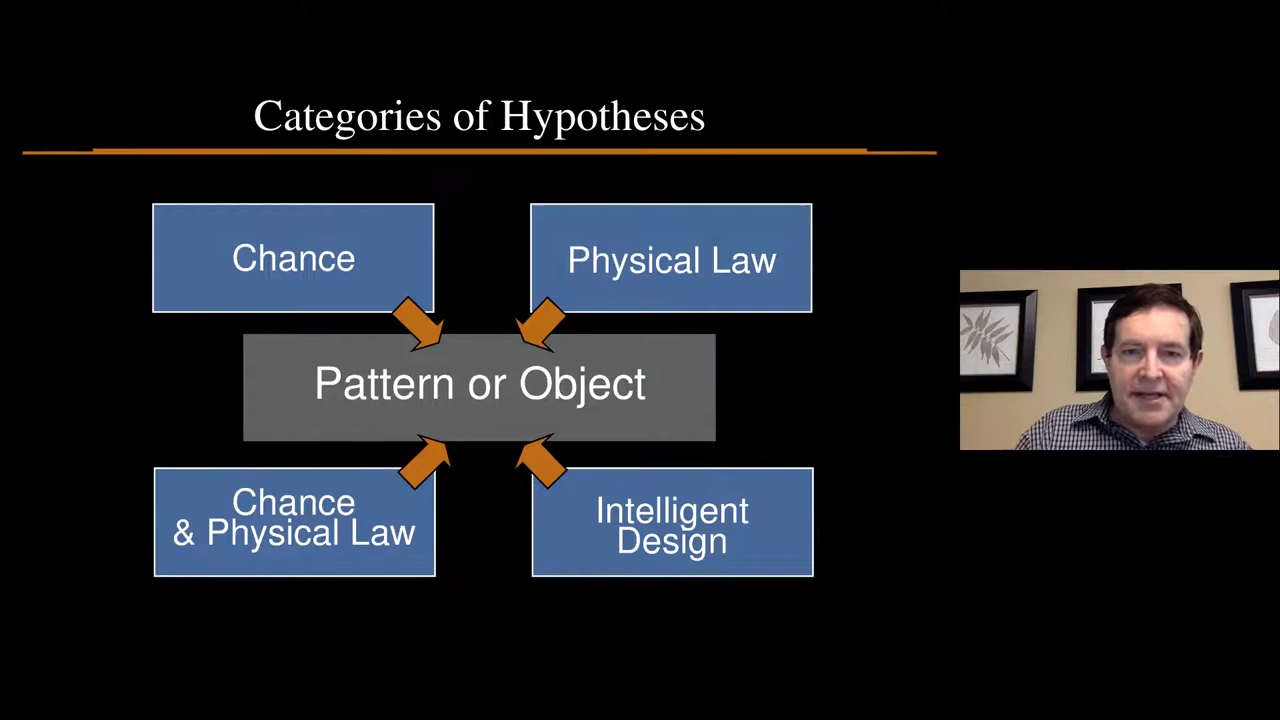 Categories of Hypotheses
Chance
Physical Law
Pattern or Object
Chance
& Physical Law
Intelligent
Design